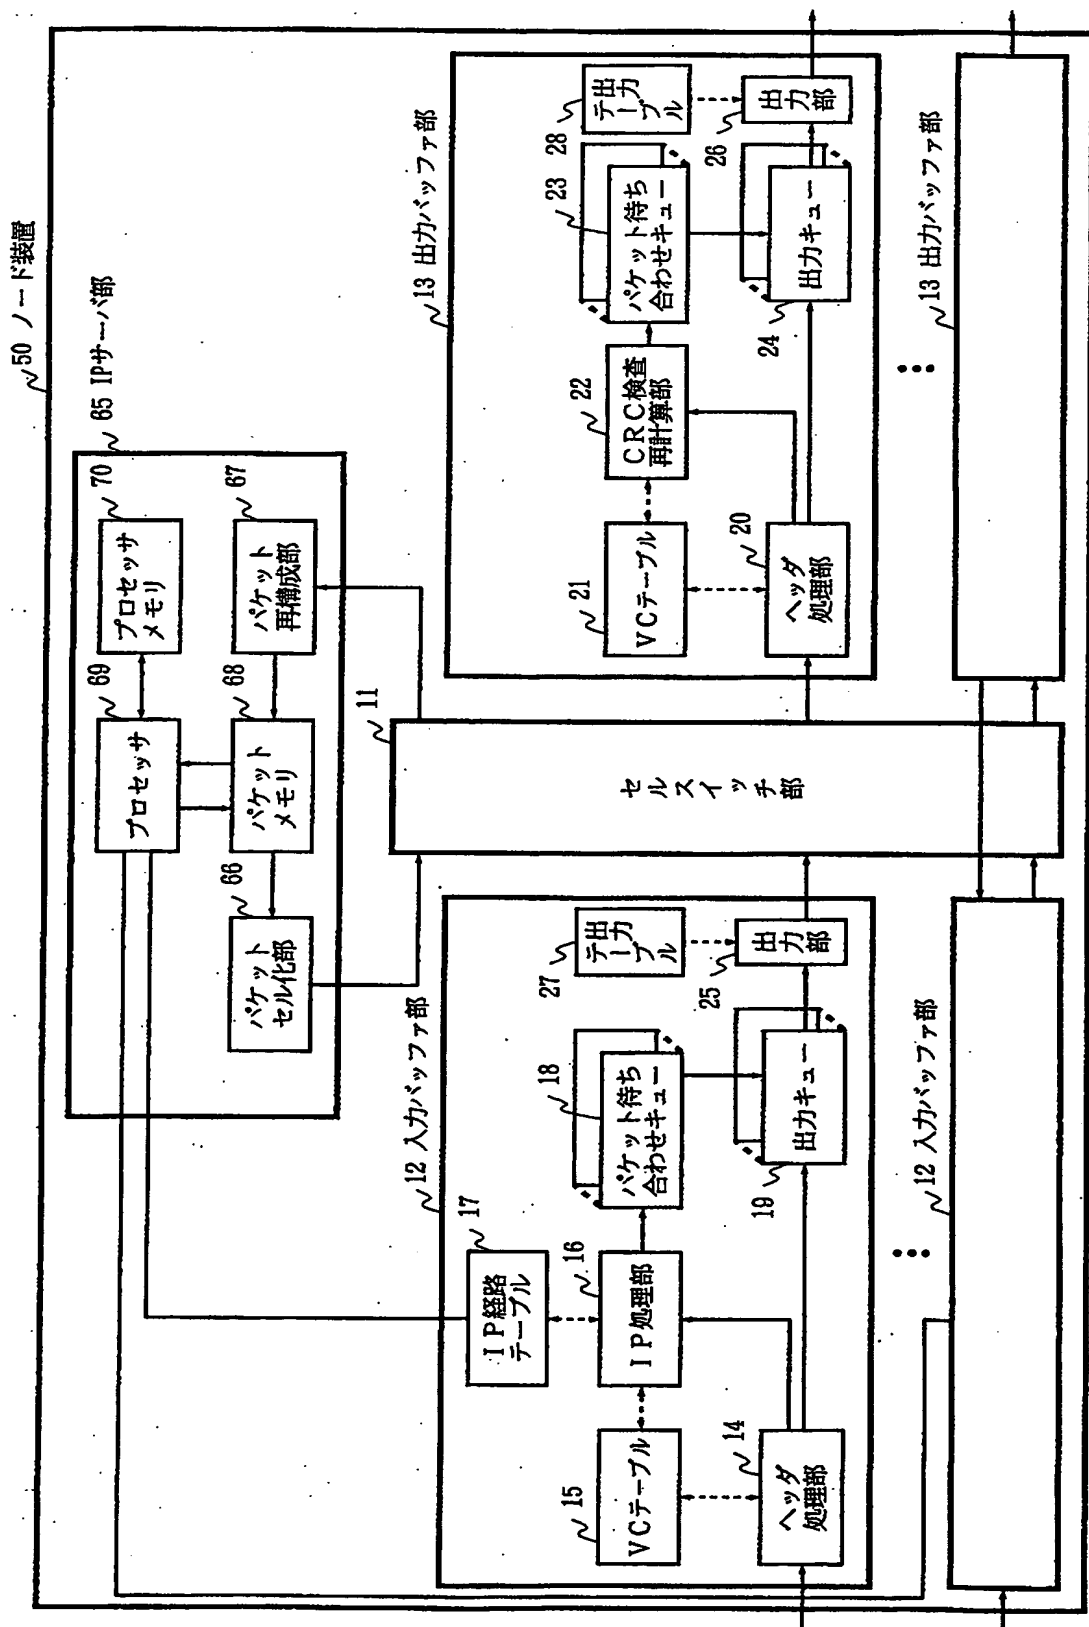 50 ノード装置
65 IPサーバ部
70
プロセッサ
メモリ
67
パケット
再構成部
69
プロセッサ
68
パケット
メモリ
66
パケット
セル化部
11
セルスイッチ部
12 入力バッファ部
17
IP経路
テーブル
16
IP処理部
15
VCテーブル
14
ヘッダ
処理部
18
パケット待ち
合わせキュー
19
出力キュー
27
出力
テーブル
25
出力部
12 入力バッファ部
13 出力バッファ部
21
VCテーブル
20
ヘッダ
処理部
22
CRC検査
再計算部
23
パケット待ち
合わせキュー
24
出力キュー
28
出力
テーブル
26
出力部
13 出力バッファ部